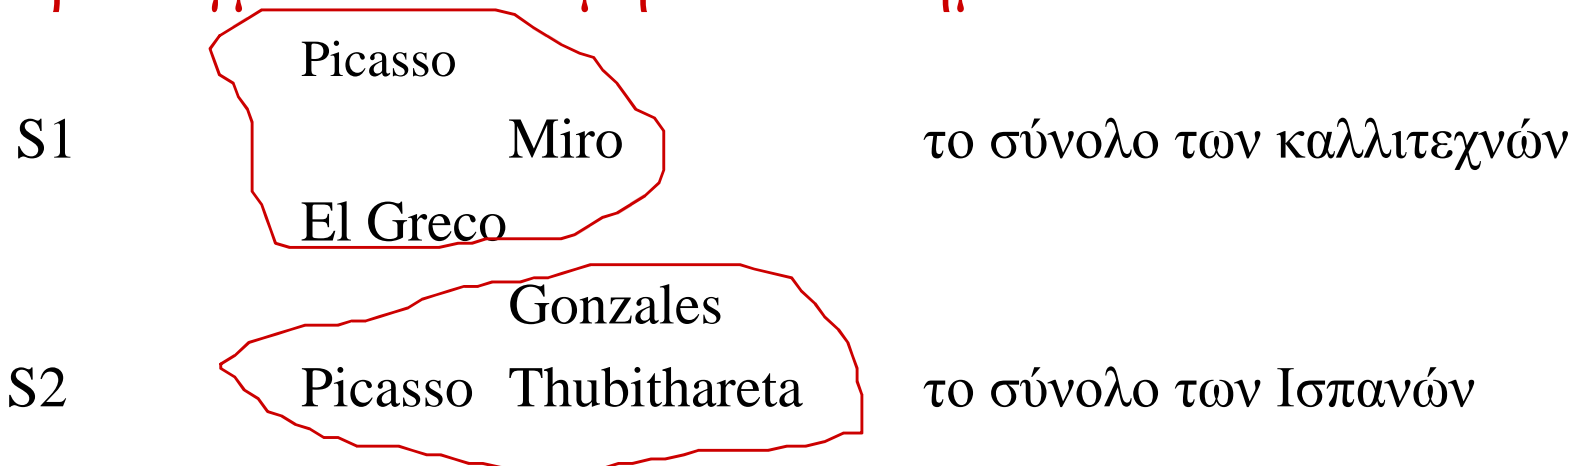 Picasso
S1 Miro το σύνολο των καλλιτεχνών
El Greco
Gonzales
S2 Picasso Thubithareta το σύνολο των Ισπανών